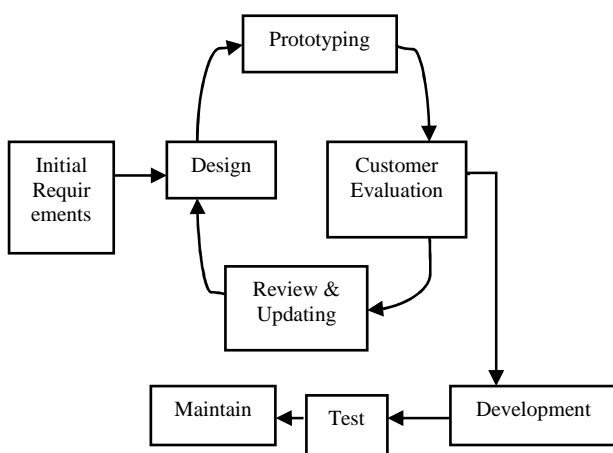 Prototyping
Initial
Requir
ements
Design
Customer
Evaluation
Review &
Updating
Maintain
Test
Development